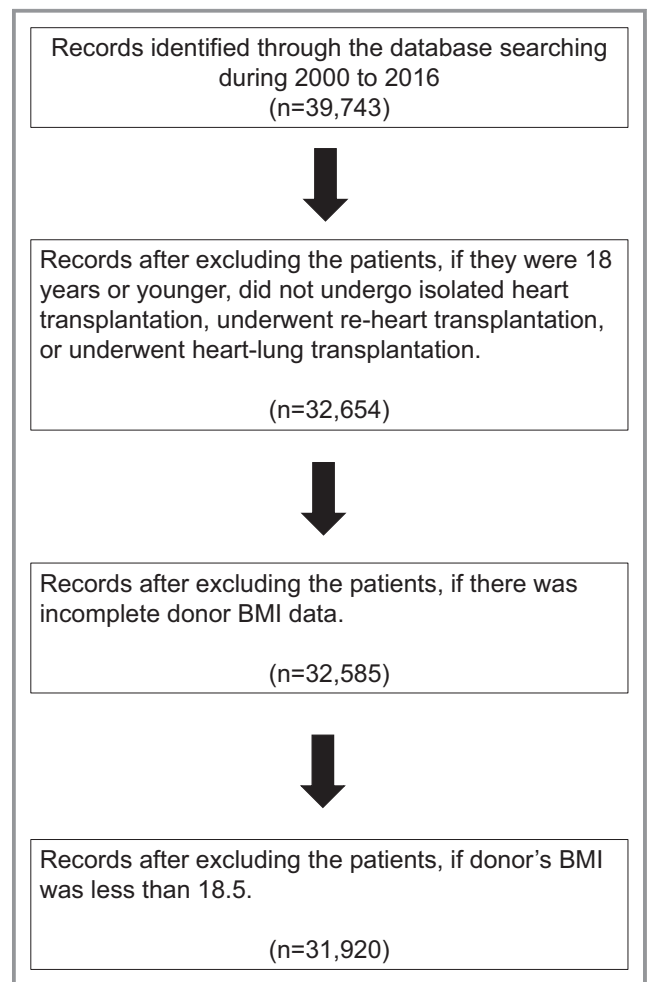 Records identified through the database searching
during 2000 to 2016
(n=39,743)
Records after excluding the patients, if they were 18
years or younger, did not undergo isolated heart
transplantation, underwent re-heart transplantation,
or underwent heart-lung transplantation.
(n=32,654)
Records after excluding the patients, if there was
incomplete donor BMI data.
(n=32,585)
Records after excluding the patients, if donor’s BMI
was less than 18.5.
(n=31,920)